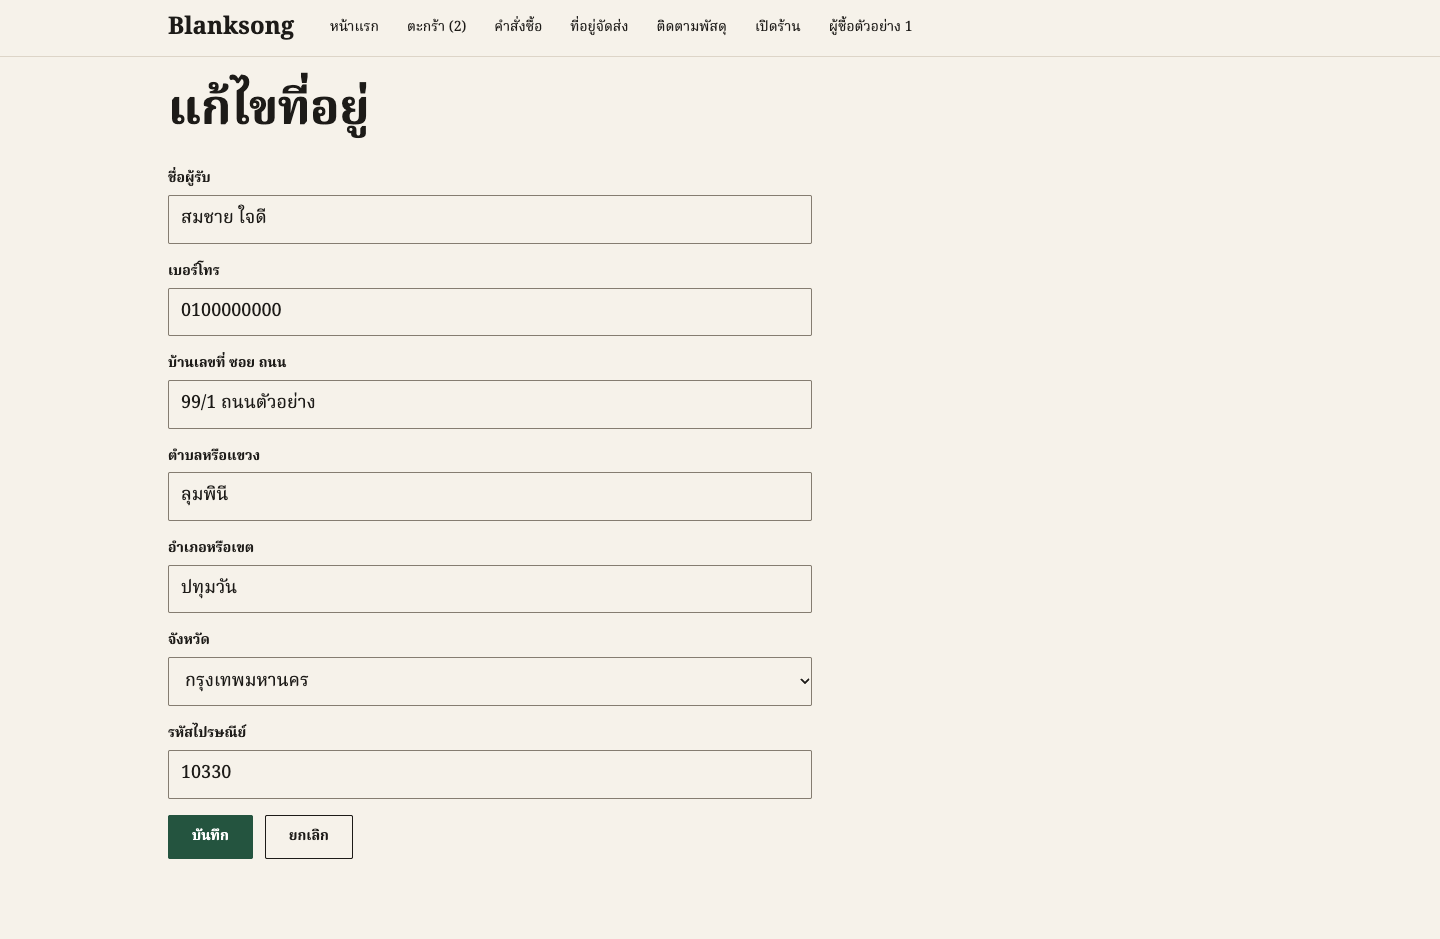 Blanksong หน้าแรก ตะกร้า (2) คำสั่งซื้อ ที่อยู่จัดส่ง ติดตามพัสดุ เปิดร้าน ผู้ซื้อตัวอย่าง 1
แก้ไขที่อยู่
ชื่อผู้รับ
สมชาย ใจดี
เบอร์โทร
0100000000
บ้านเลขที่ ซอย ถนน
99/1 ถนนตัวอย่าง
ตำบลหรือแขวง
ลุมพินี
อำเภอหรือเขต
ปทุมวัน
จังหวัด
กรุงเทพมหานคร
รหัสไปรษณีย์
10330
บันทึก ยกเลิก